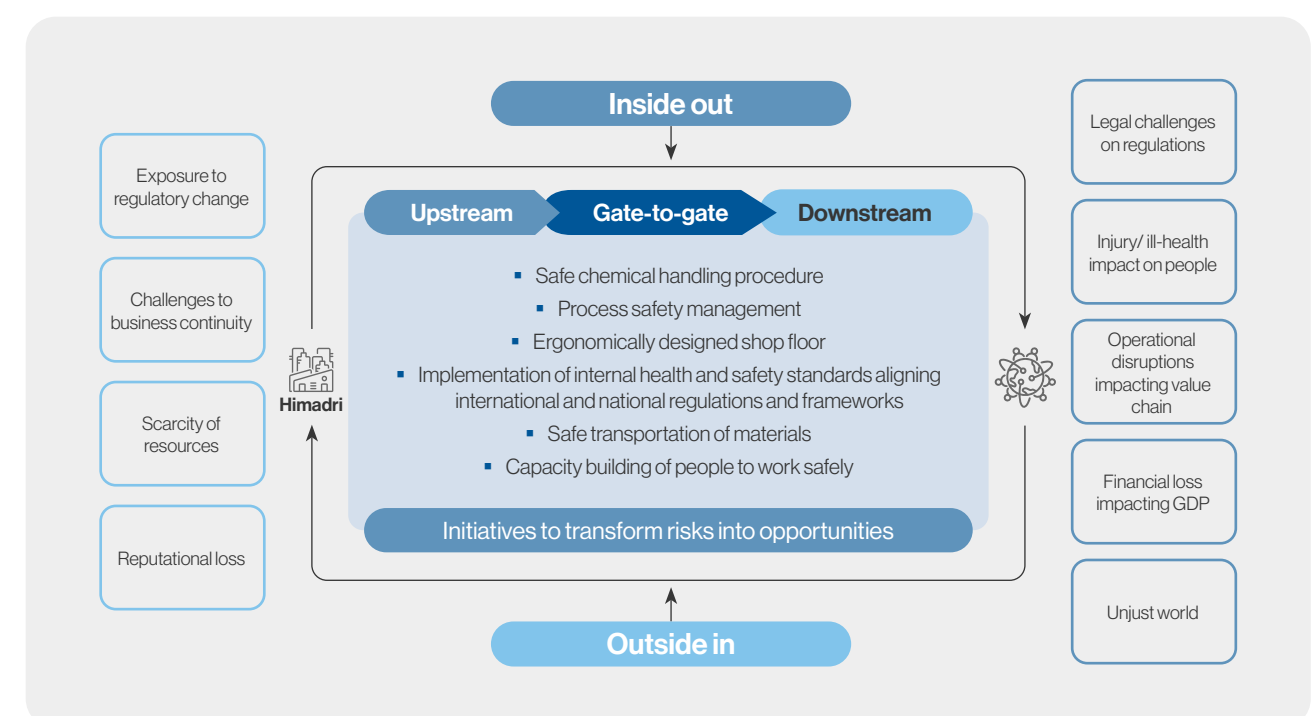 Inside out
Exposure to
regulatory change
Challenges to
business continuity
Scarcity of
resources
Reputational loss
Himadri
Upstream
Gate-to-gate
Downstream
▪ Safe chemical handling procedure
▪ Process safety management
▪ Ergonomically designed shop floor
▪ Implementation of internal health and safety standards aligning
international and national regulations and frameworks
▪ Safe transportation of materials
▪ Capacity building of people to work safely
Initiatives to transform risks into opportunities
Legal challenges
on regulations
Injury/ ill-health
impact on people
Operational
disruptions
impacting value
chain
Financial loss
impacting GDP
Unjust world
Outside in